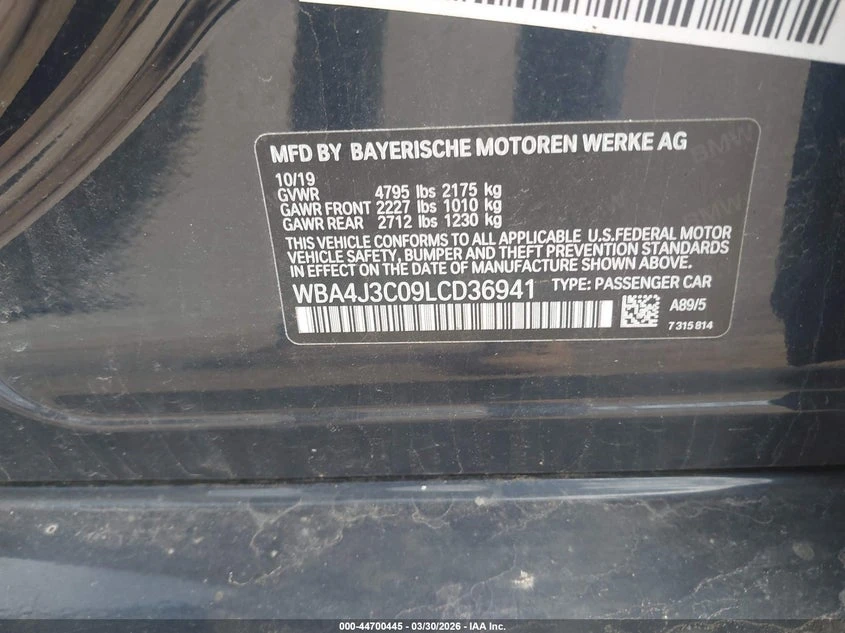 MFD BY BAYERISCHE MOTOREN WERKE AG
10/19
GVWR 4795 lbs 2175 kg
GAWR FRONT 2227 lbs 1010 kg
GAWR REAR 2712 lbs 1230 kg
THIS VEHICLE CONFORMS TO ALL APPLICABLE U.S.FEDERAL MOTOR
VEHICLE SAFETY, BUMPER AND THEFT PREVENTION STANDARDS
IN EFFECT ON THE DATE OF MANUFACTURE SHOWN ABOVE.
WBA4J3C09LCD36941 TYPE: PASSENGER CAR
A89/5
7315814
BMW
BMW
000-44700445 - 03/30/2026 - IAA Inc.